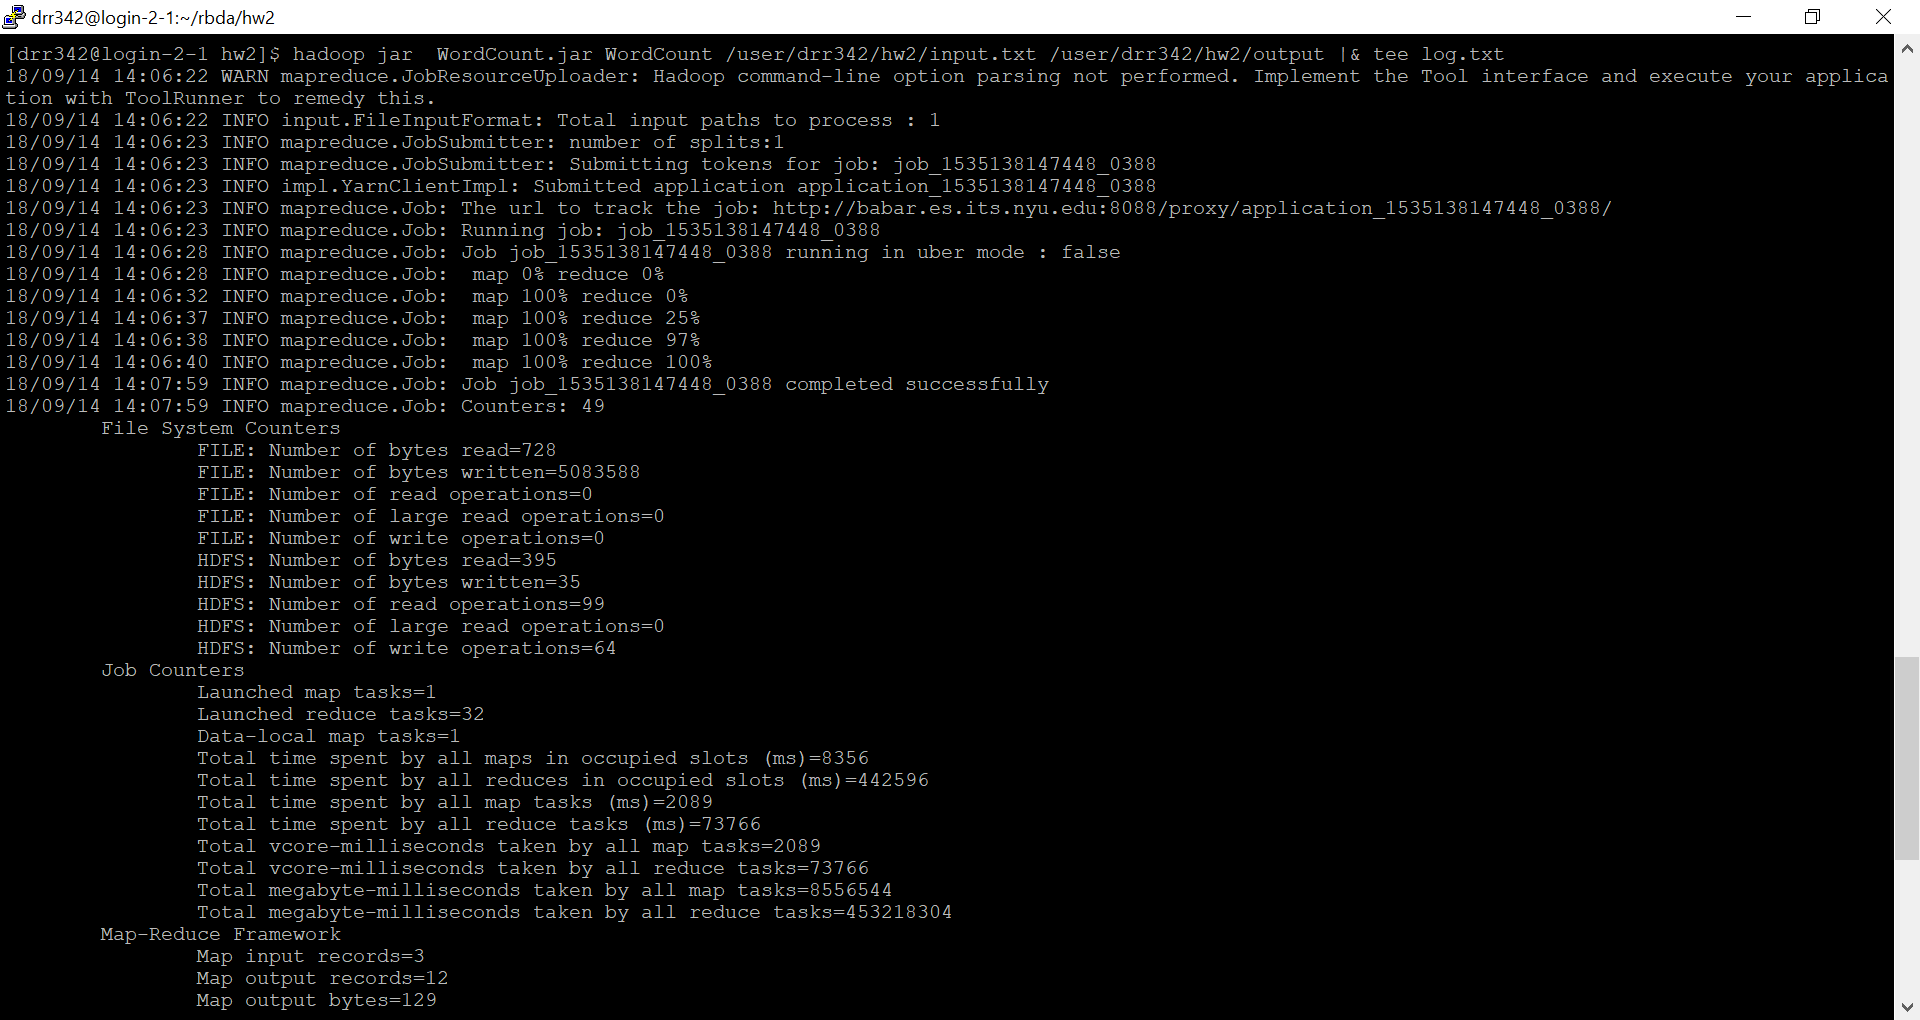 drr342@login-2-1:~/rbda/hw2
[drr342@login-2-1 hw2]$ hadoop jar  WordCount.jar WordCount /user/drr342/hw2/input.txt /user/drr342/hw2/output |& tee log.txt
18/09/14 14:06:22 WARN mapreduce.JobResourceUploader: Hadoop command-line option parsing not performed. Implement the Tool interface and execute your applica
tion with ToolRunner to remedy this.
18/09/14 14:06:22 INFO input.FileInputFormat: Total input paths to process : 1
18/09/14 14:06:23 INFO mapreduce.JobSubmitter: number of splits:1
18/09/14 14:06:23 INFO mapreduce.JobSubmitter: Submitting tokens for job: job_1535138147448_0388
18/09/14 14:06:23 INFO impl.YarnClientImpl: Submitted application application_1535138147448_0388
18/09/14 14:06:23 INFO mapreduce.Job: The url to track the job: http://babar.es.its.nyu.edu:8088/proxy/application_1535138147448_0388/
18/09/14 14:06:23 INFO mapreduce.Job: Running job: job_1535138147448_0388
18/09/14 14:06:28 INFO mapreduce.Job: Job job_1535138147448_0388 running in uber mode : false
18/09/14 14:06:28 INFO mapreduce.Job:  map 0% reduce 0%
18/09/14 14:06:32 INFO mapreduce.Job:  map 100% reduce 0%
18/09/14 14:06:37 INFO mapreduce.Job:  map 100% reduce 25%
18/09/14 14:06:38 INFO mapreduce.Job:  map 100% reduce 97%
18/09/14 14:06:40 INFO mapreduce.Job:  map 100% reduce 100%
18/09/14 14:07:59 INFO mapreduce.Job: Job job_1535138147448_0388 completed successfully
18/09/14 14:07:59 INFO mapreduce.Job: Counters: 49
File System Counters
FILE: Number of bytes read=728
FILE: Number of bytes written=5083588
FILE: Number of read operations=0
FILE: Number of large read operations=0
FILE: Number of write operations=0
HDFS: Number of bytes read=395
HDFS: Number of bytes written=35
HDFS: Number of read operations=99
HDFS: Number of large read operations=0
HDFS: Number of write operations=64
Job Counters
Launched map tasks=1
Launched reduce tasks=32
Data-local map tasks=1
Total time spent by all maps in occupied slots (ms)=8356
Total time spent by all reduces in occupied slots (ms)=442596
Total time spent by all map tasks (ms)=2089
Total time spent by all reduce tasks (ms)=73766
Total vcore-milliseconds taken by all map tasks=2089
Total vcore-milliseconds taken by all reduce tasks=73766
Total megabyte-milliseconds taken by all map tasks=8556544
Total megabyte-milliseconds taken by all reduce tasks=453218304
Map-Reduce Framework
Map input records=3
Map output records=12
Map output bytes=129